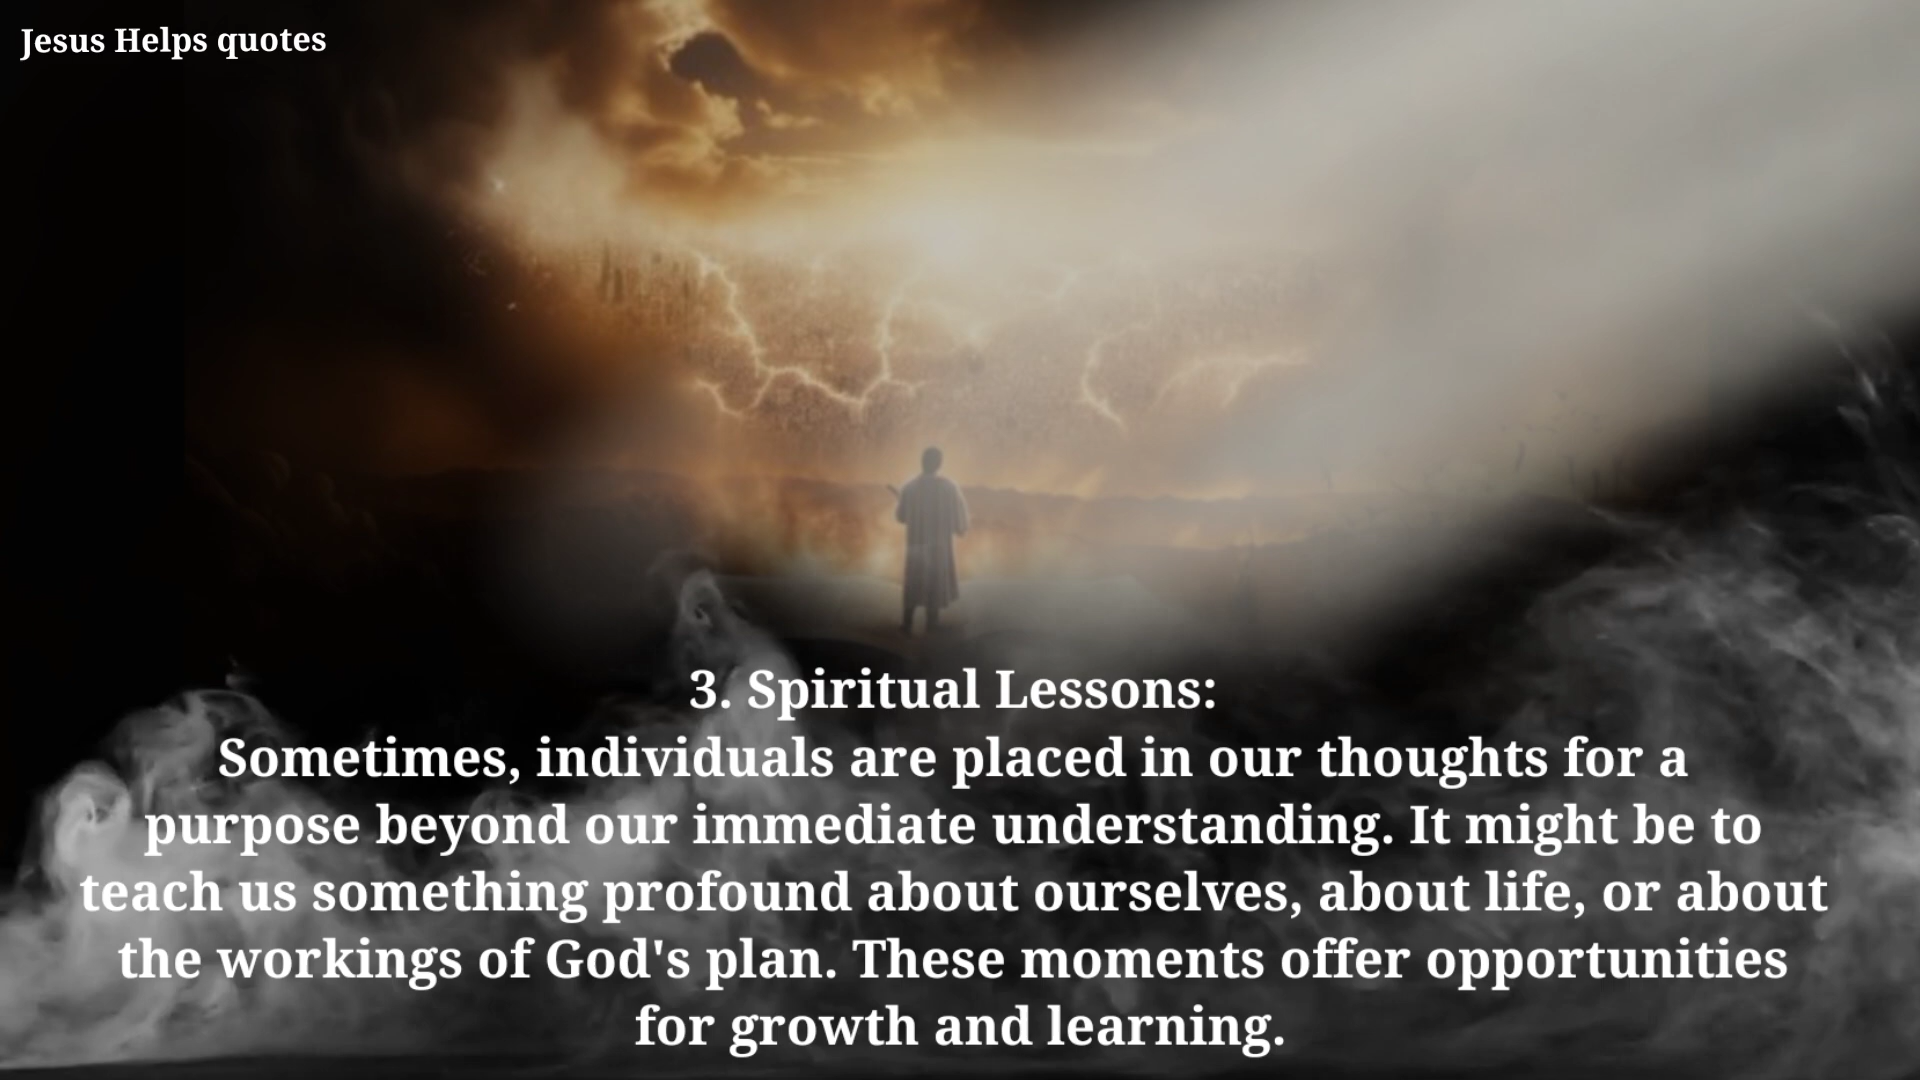 Jesus Helps quotes
3. Spiritual Lessons:
Sometimes, individuals are placed in our thoughts for a
purpose beyond our immediate understanding. It might be to
teach us something profound about ourselves, about life, or about
the workings of God's plan. These moments offer opportunities
for growth and learning.